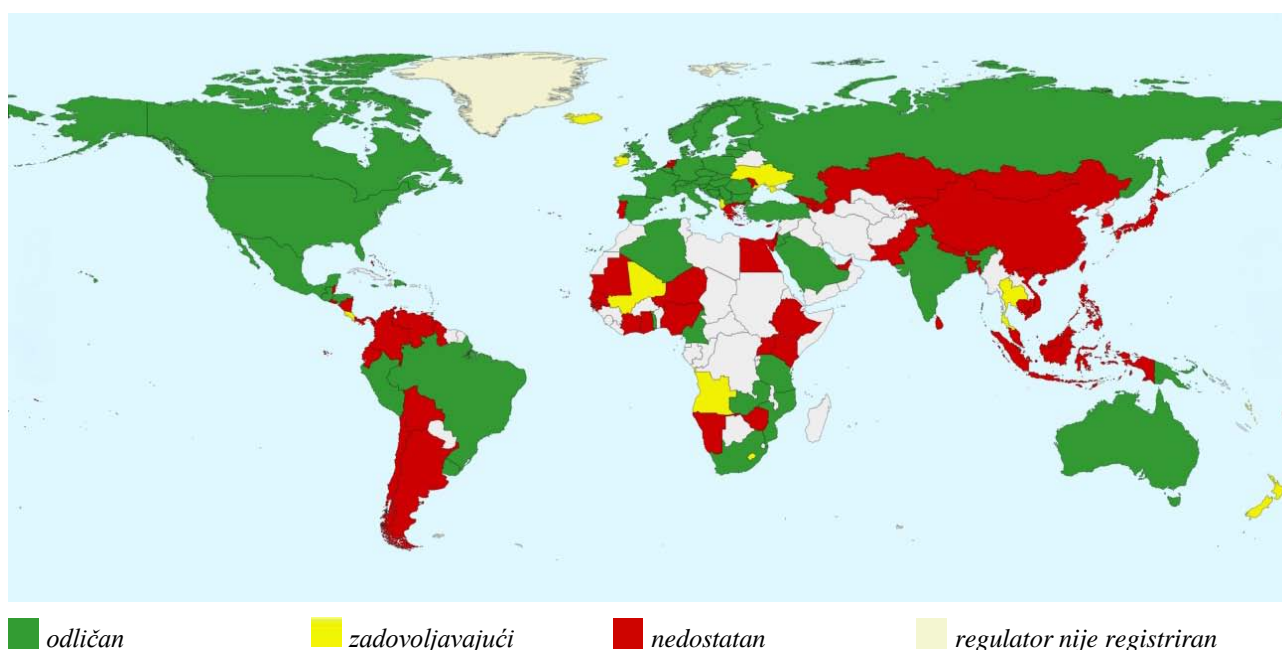 odličan
zadovoljavajući
nedostatan
regulator nije registriran